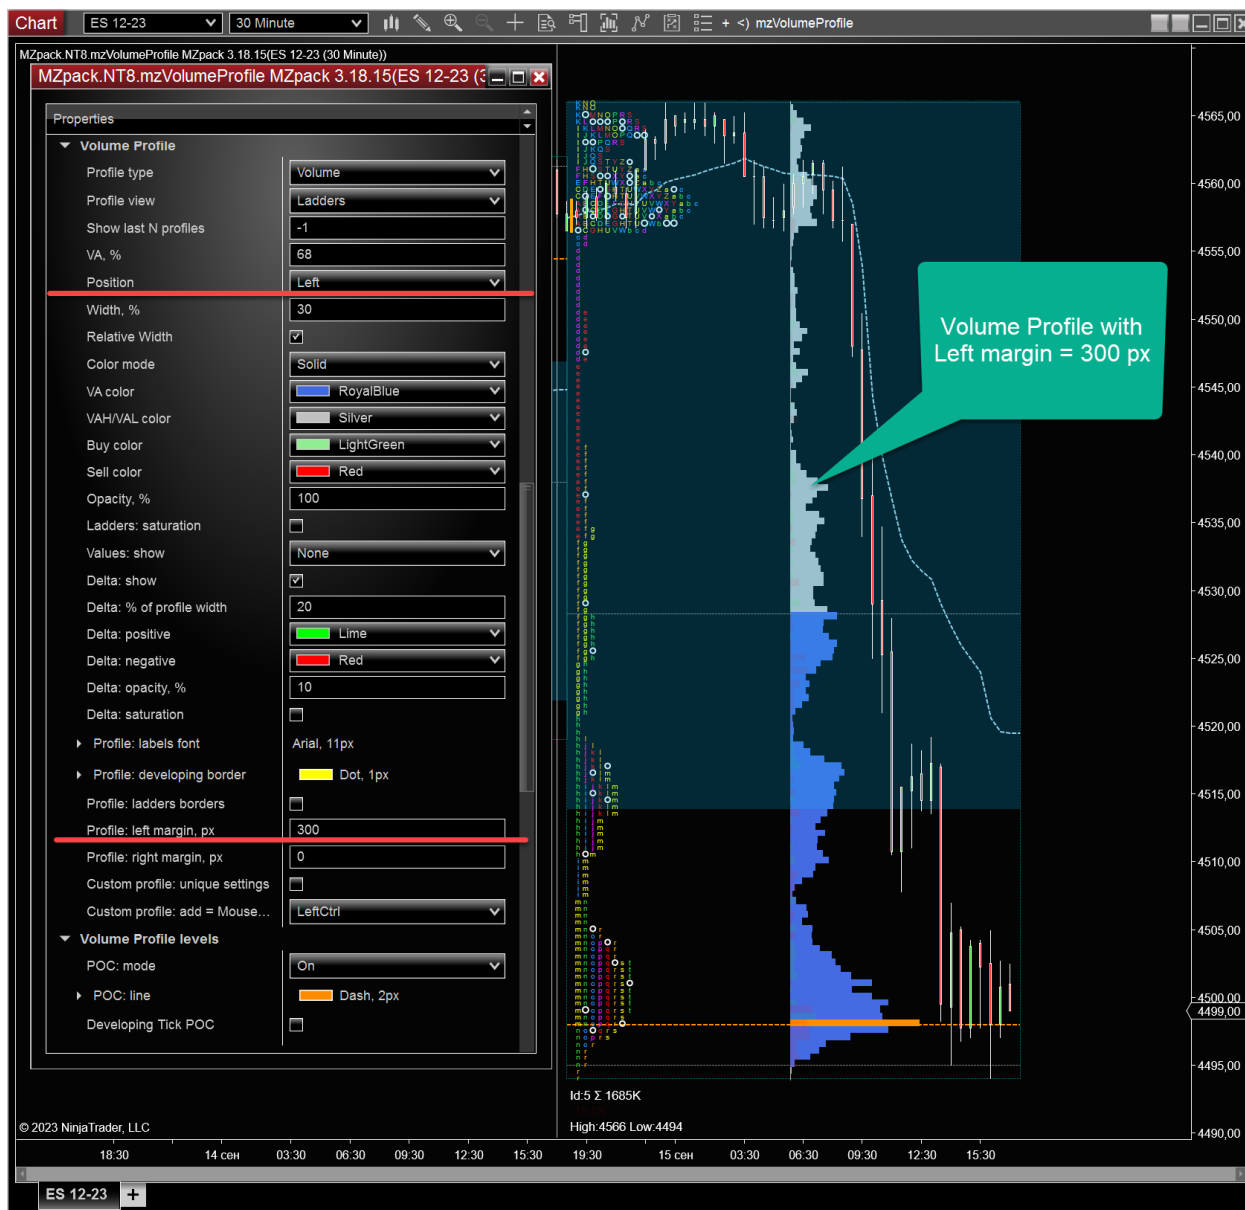 Chart ES 12-23 30 Minute + <) mzVolumeProfile
MZpack.NT8.mzVolumeProfile MZpack 3.18.15(ES 12-23 (30 Minute))
MZpack.NT8.mzVolumeProfile MZpack 3.18.15(ES 12-23 (3
Properties
Volume Profile
Profile type Volume
Profile view Ladders
Show last N profiles -1
VA, % 68
Position Left
Width, % 30
Relative Width
Color mode Solid
VA color RoyalBlue
VAH/VAL color Silver
Buy color LightGreen
Sell color Red
Opacity, % 100
Ladders: saturation
Values: show None
Delta: show
Delta: % of profile width 20
Delta: positive Lime
Delta: negative Red
Delta: opacity, % 10
Delta: saturation
Profile: labels font Arial, 11px
Profile: developing border Dot, 1px
Profile: ladders borders
Profile: left margin, px 300
Profile: right margin, px 0
Custom profile: unique settings
Custom profile: add = Mouse... LeftCtrl
Volume Profile levels
POC: mode On
POC: line Dash, 2px
Developing Tick POC
Volume Profile with
Left margin = 300 px
4565,00
4560,00
4555,00
4550,00
4545,00
4540,00
4535,00
4530,00
4525,00
4520,00
4515,00
4510,00
4505,00
4500,00
4499,00
4495,00
4490,00
Id:5 Σ 1685K
High:4566 Low:4494
© 2023 NinjaTrader, LLC
18:30 14 сен 03:30 06:30 09:30 12:30 15:30 19:30 15 сен 03:30 06:30 09:30 12:30 15:30
ES 12-23 +